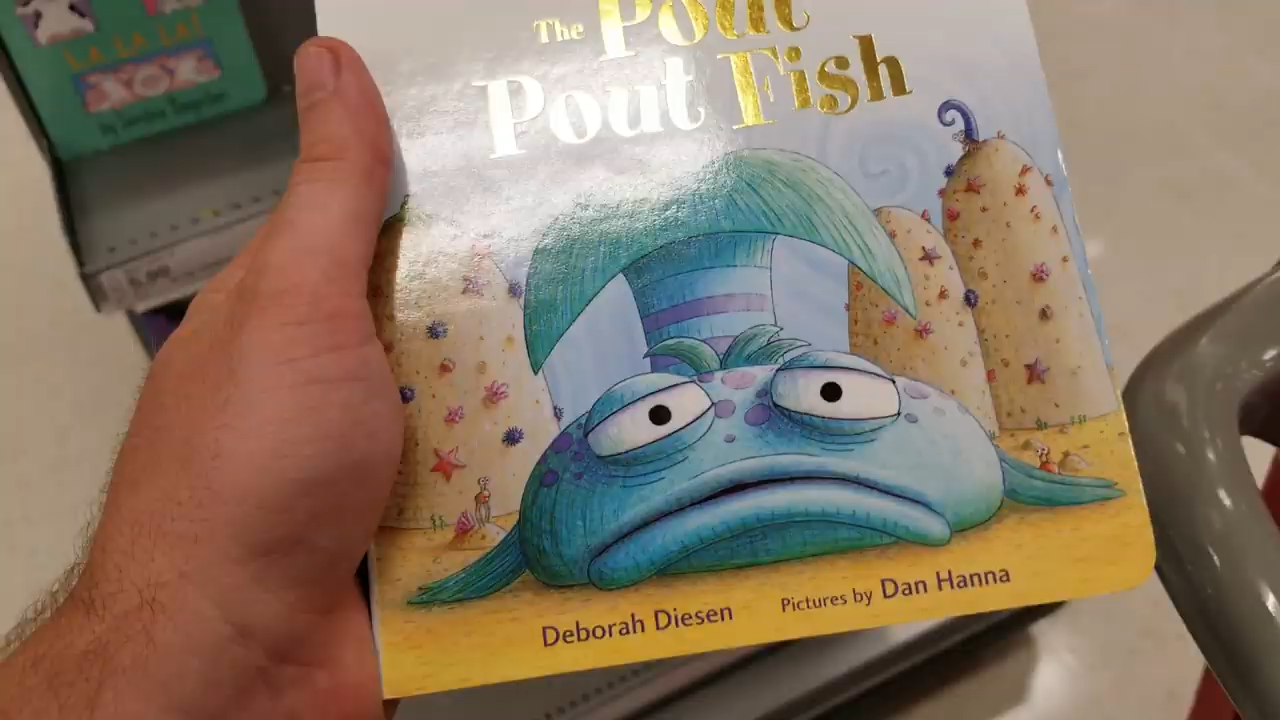 The Pout
Pout Fish
Deborah Diesen
Pictures by Dan Hanna
LA LA LA!